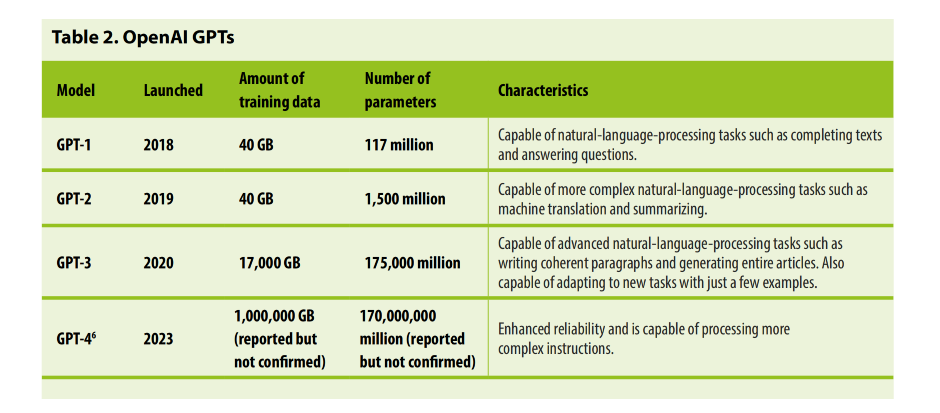 Table 2. OpenAI GPTs
Model
Launched
Amount of
training data
Number of
parameters
Characteristics
GPT-1
2018
40 GB
117 million
Capable of natural-language-processing tasks such as completing texts
and answering questions.
GPT-2
2019
40 GB
1,500 million
Capable of more complex natural-language-processing tasks such as
machine translation and summarizing.
GPT-3
2020
17,000 GB
175,000 million
Capable of advanced natural-language-processing tasks such as
writing coherent paragraphs and generating entire articles. Also
capable of adapting to new tasks with just a few examples.
GPT-4⁶
2023
1,000,000 GB
(reported but
not confirmed)
170,000,000
million (reported
but not confirmed)
Enhanced reliability and is capable of processing more
complex instructions.